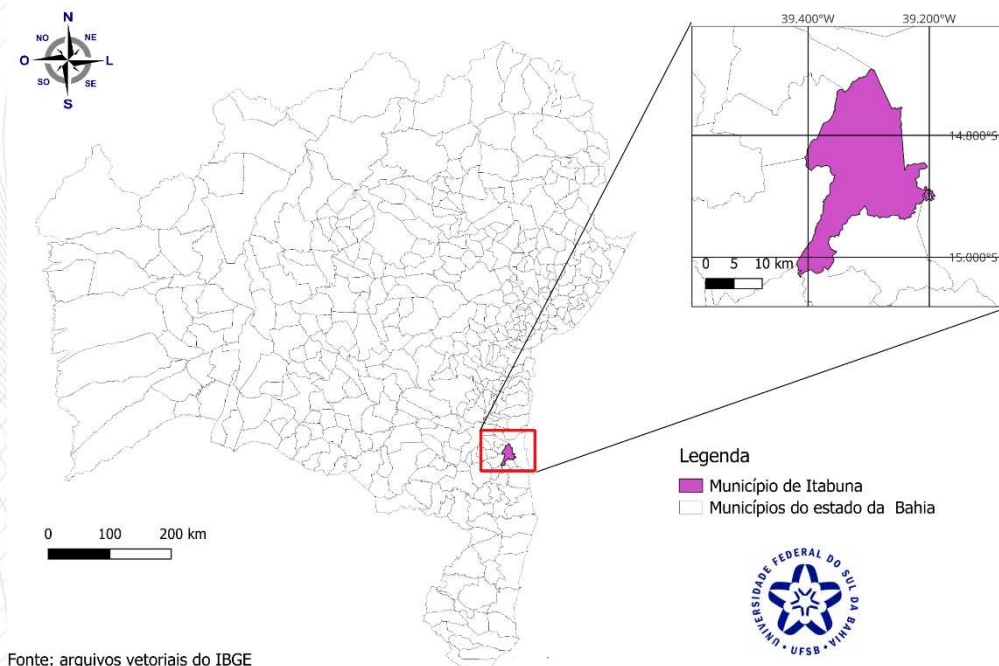 N
NO NE
O L
SO SE
S
39.400°W 39.200°W
14.800°S
15.000°S
0 5 10 km
Legenda
Município de Itabuna
Municípios do estado da Bahia
0 100 200 km
UNIVERSIDADE FEDERAL DO SUL DA BAHIA
· UFSB ·
Fonte: arquivos vetoriais do IBGE